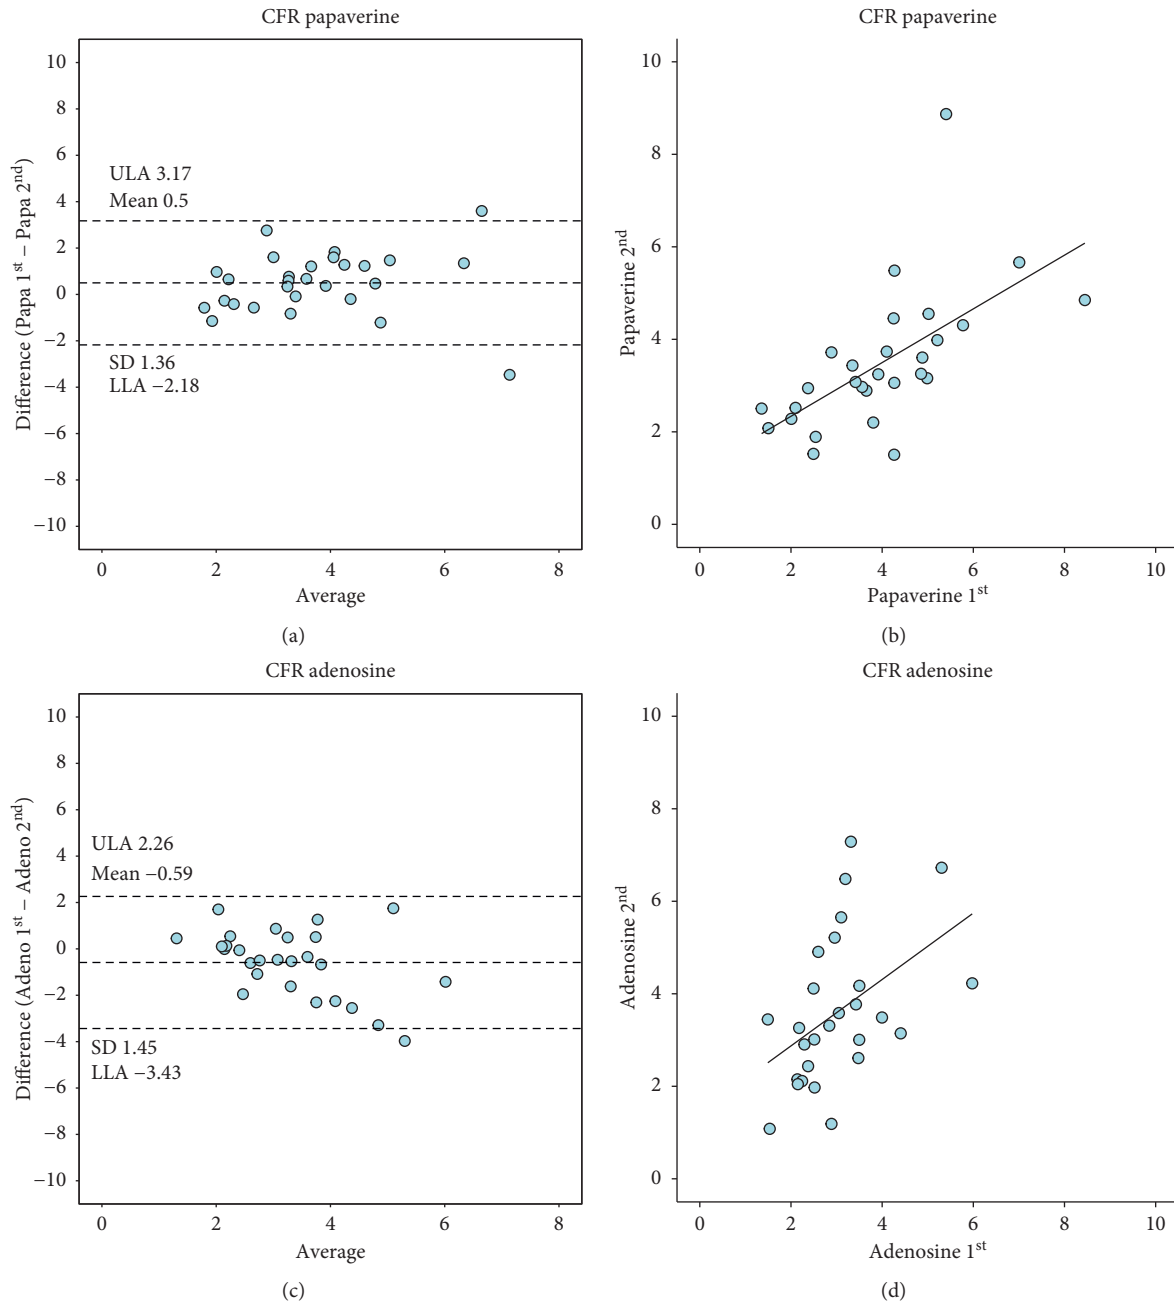 CFR papaverine
10
8
6
4
2
0
−2
−4
−6
−8
−10
Difference (Papa 1st − Papa 2nd)
ULA 3.17
Mean 0.5
SD 1.36
LLA −2.18
0 2 4 6 8
Average
(a)
CFR papaverine
10
8
6
4
2
0
Papaverine 2nd
0 2 4 6 8 10
Papaverine 1st
(b)
CFR adenosine
10
8
6
4
2
0
−2
−4
−6
−8
−10
Difference (Adeno 1st − Adeno 2nd)
ULA 2.26
Mean −0.59
SD 1.45
LLA −3.43
0 2 4 6 8
Average
(c)
CFR adenosine
10
8
6
4
2
0
Adenosine 2nd
0 2 4 6 8 10
Adenosine 1st
(d)